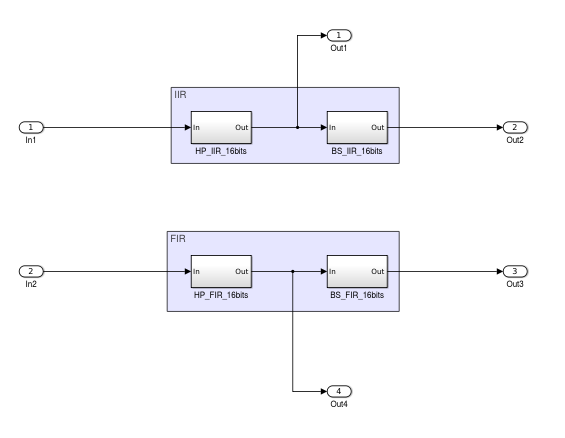 1
Out1
IIR
1
In1
In Out
HP_IIR_16bits
In Out
BS_IIR_16bits
2
Out2
FIR
2
In2
In Out
HP_FIR_16bits
In Out
BS_FIR_16bits
3
Out3
4
Out4